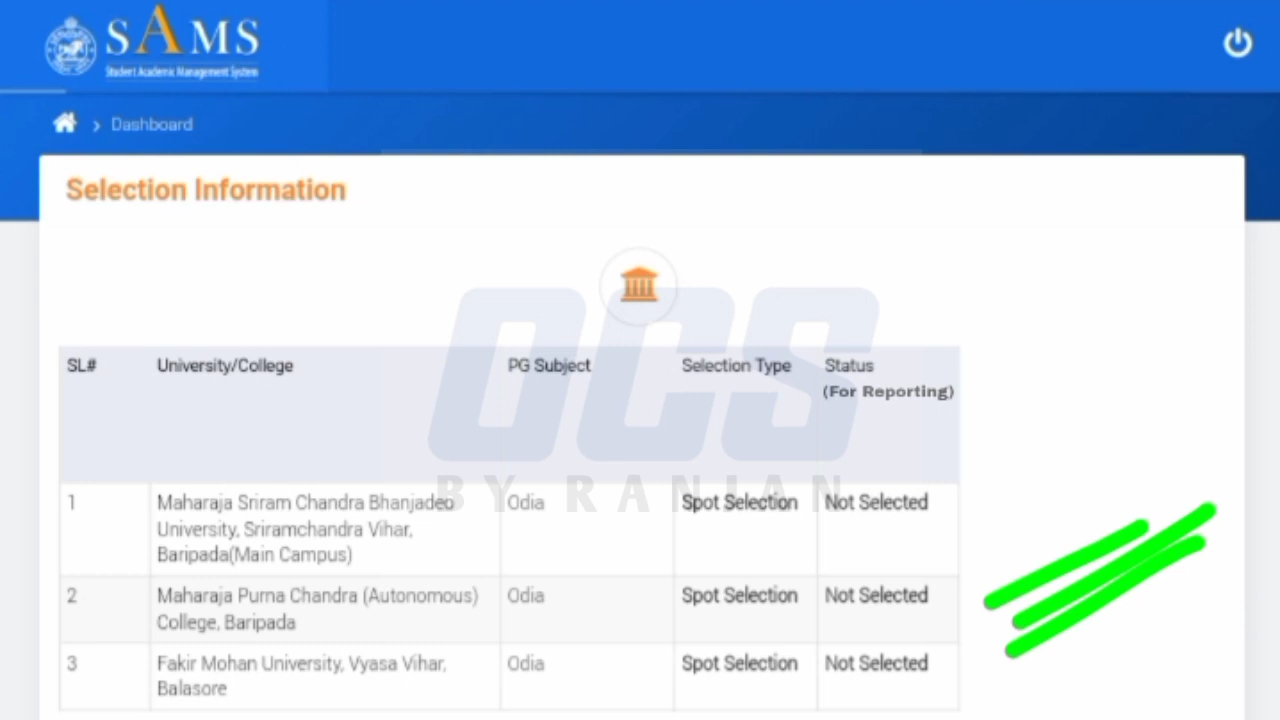 SAMS
Student Academic Management System
Dashboard
Selection Information
OCS
BY RANJAN
SL# University/College PG Subject Selection Type Status
(For Reporting)
1 Maharaja Sriram Chandra Bhanjadeo Odia Spot Selection Not Selected
University, Sriramchandra Vihar,
Baripada(Main Campus)
2 Maharaja Purna Chandra (Autonomous) Odia Spot Selection Not Selected
College, Baripada
3 Fakir Mohan University, Vyasa Vihar, Odia Spot Selection Not Selected
Balasore